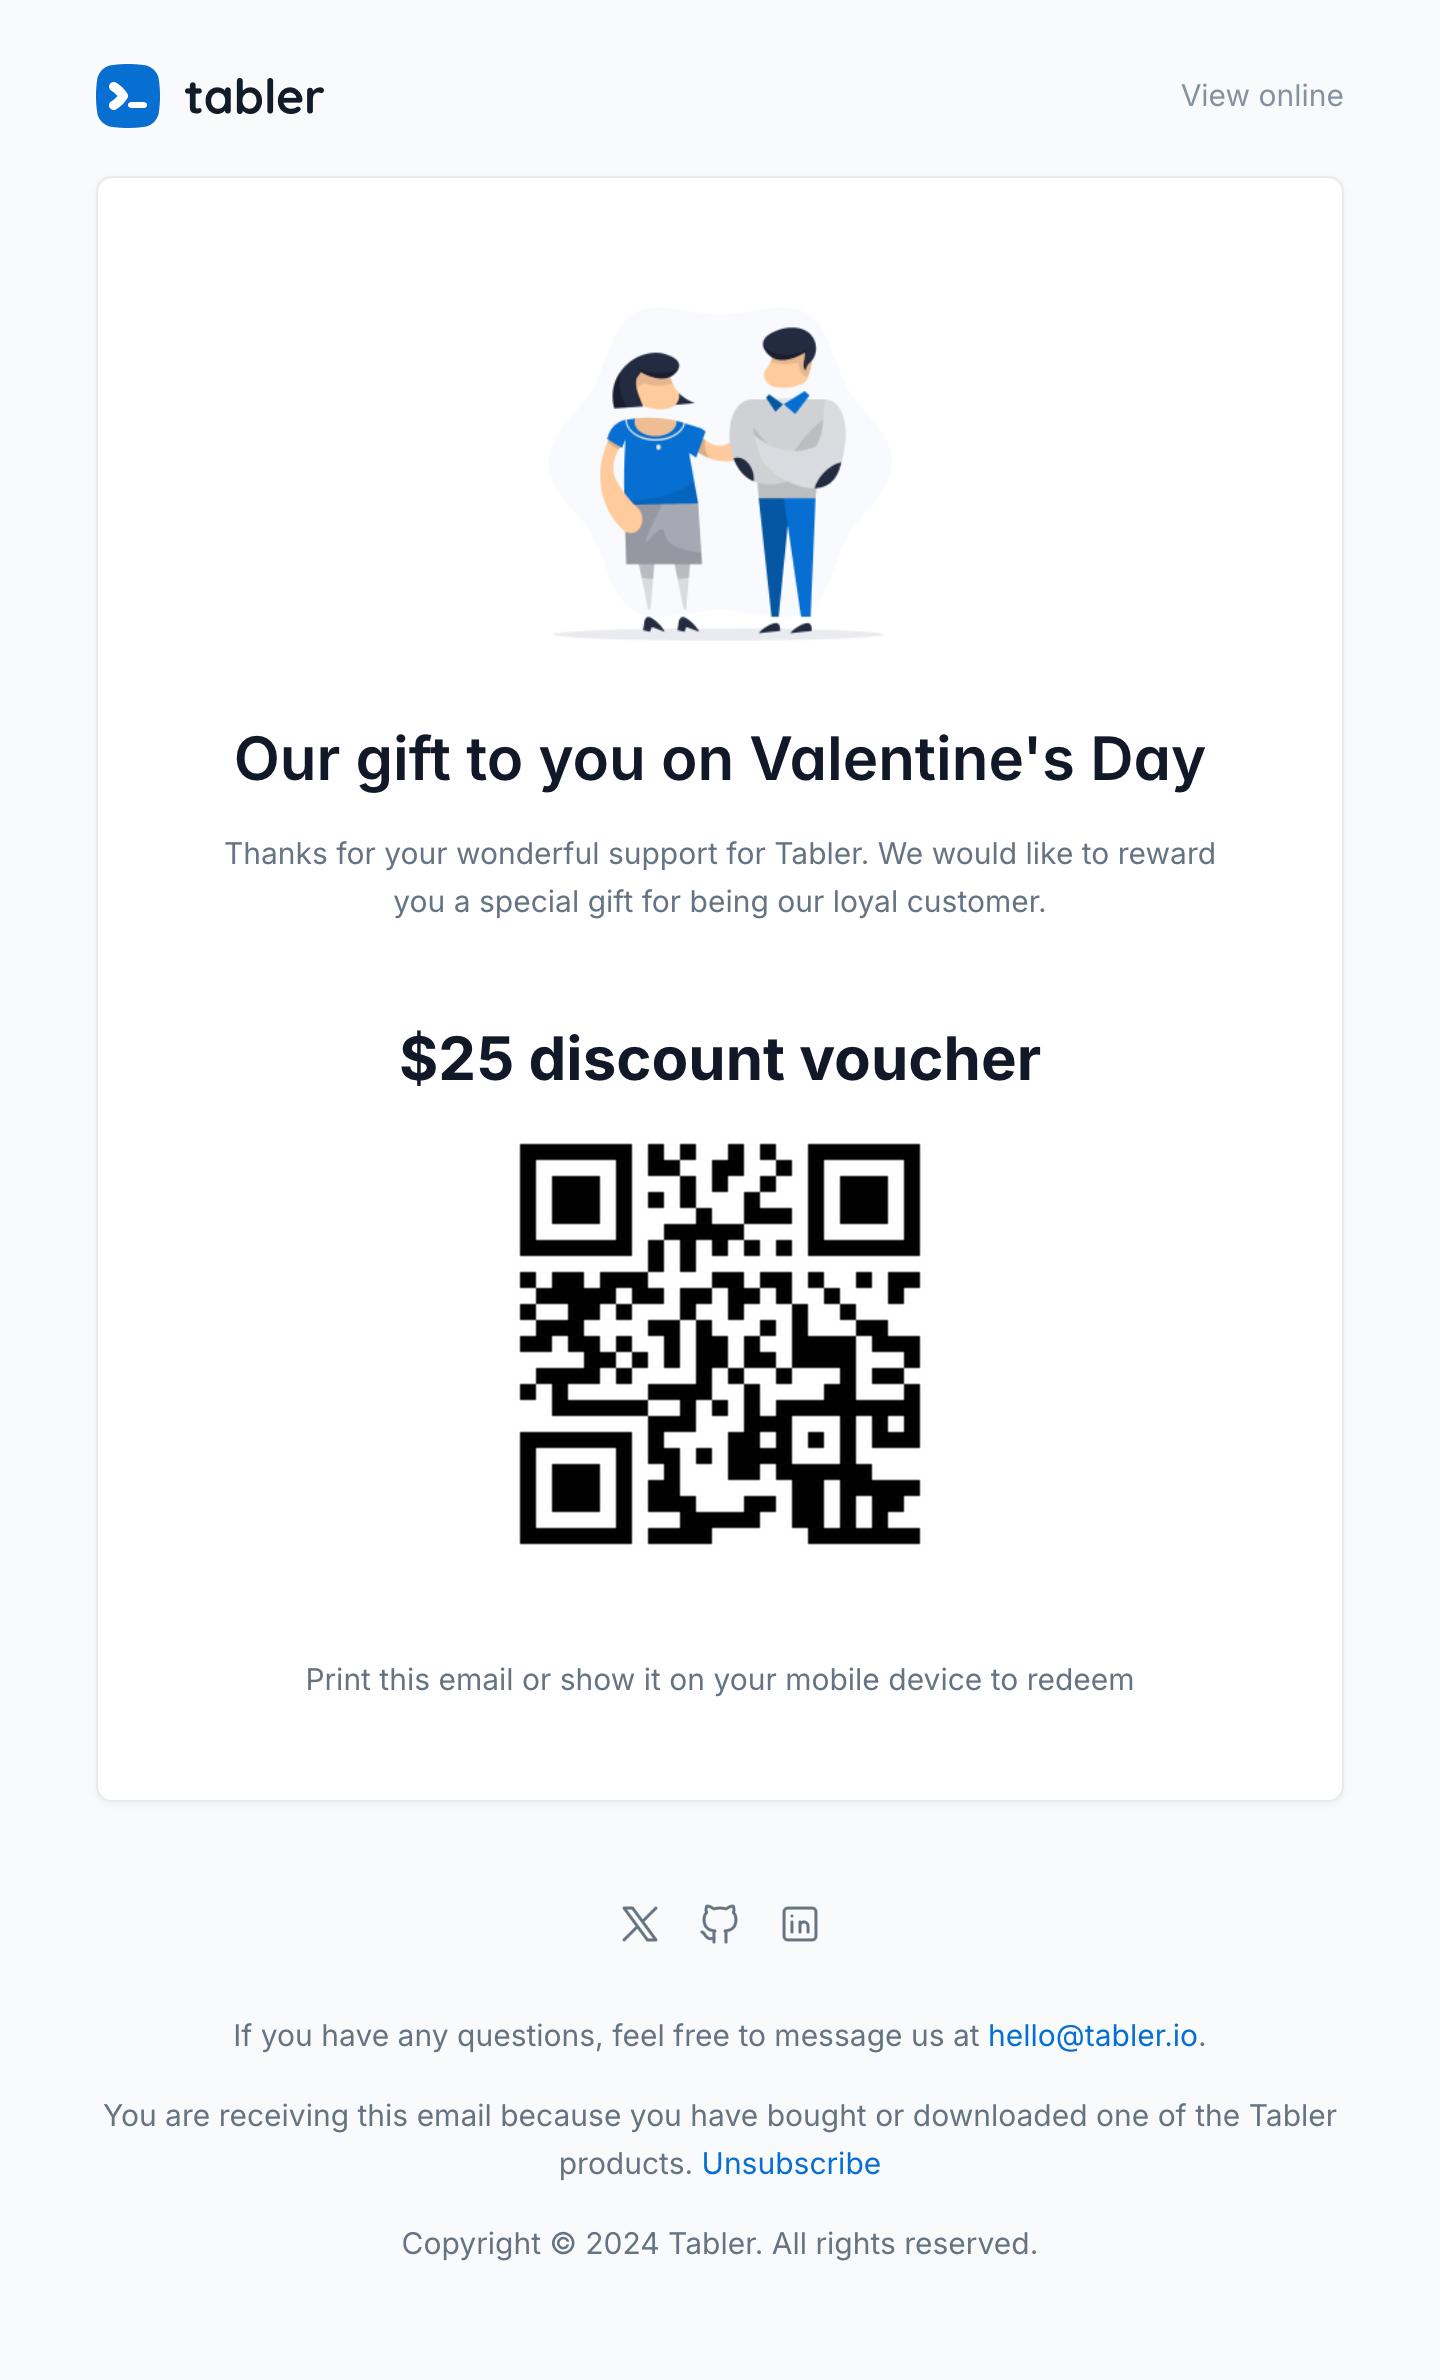 tabler
View online
Our gift to you on Valentine's Day
Thanks for your wonderful support for Tabler. We would like to reward
you a special gift for being our loyal customer.
$25 discount voucher
Print this email or show it on your mobile device to redeem
If you have any questions, feel free to message us at hello@tabler.io.
You are receiving this email because you have bought or downloaded one of the Tabler
products. Unsubscribe
Copyright © 2024 Tabler. All rights reserved.